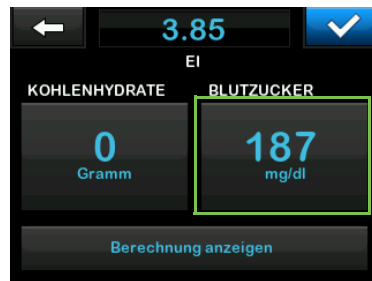 3.85
EI
KOHLENHYDRATE
BLUTZUCKER
0
Gramm
187
mg/dl
Berechnung anzeigen